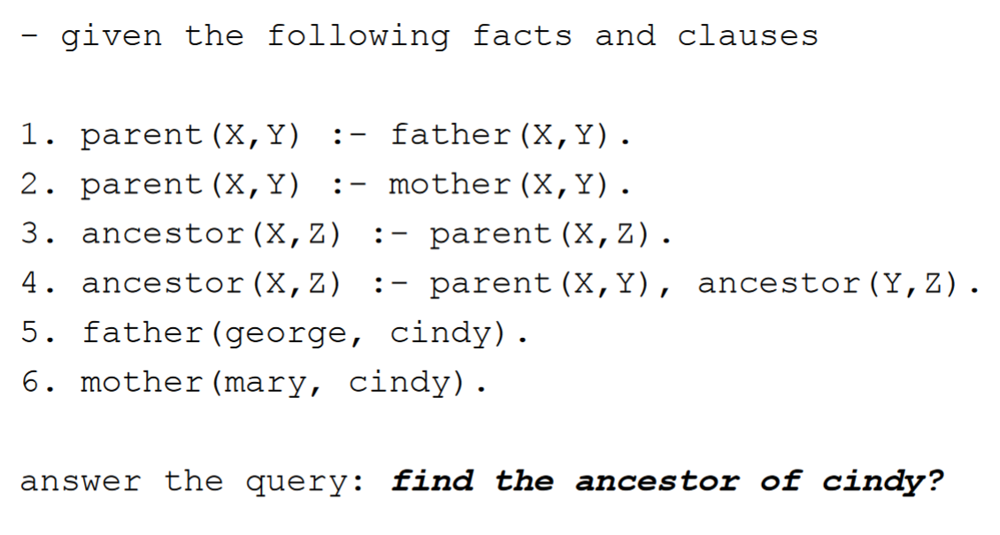 - given the following facts and clauses
1. parent(X,Y) :- father(X,Y).
2. parent(X,Y) :- mother(X,Y).
3. ancestor(X,Z) :- parent(X,Z).
4. ancestor(X,Z) :- parent(X,Y), ancestor(Y,Z).
5. father(george, cindy).
6. mother(mary, cindy).
answer the query: find the ancestor of cindy?